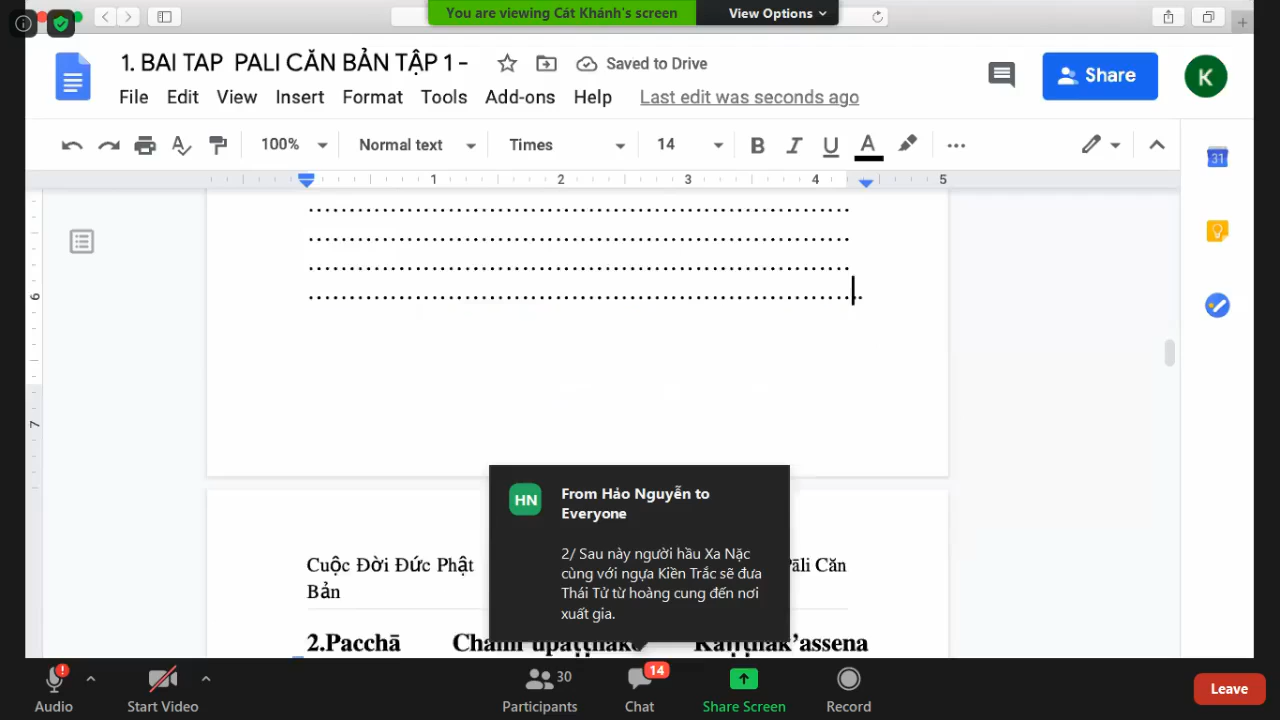 You are viewing Cát Khánh's screen
View Options
1. BAI TAP PALI CĂN BẢN TẬP 1 -
Saved to Drive
Share
K
File Edit View Insert Format Tools Add-ons Help Last edit was seconds ago
100% Normal text Times 14 B I U A
1 2 3 4 5
31
6
7
......................................................................
......................................................................
......................................................................
........................................................................
HN
From Hảo Nguyễn to
Everyone
2/ Sau này người hầu Xa Nặc
cùng với ngựa Kiền Trắc sẽ đưa
Thái Tử từ hoàng cung đến nơi
xuất gia.
Cuộc Đời Đức Phật Căn
Bản
2.Pacchā Kaṇṭhak'assena
30 14
Audio Start Video Participants Chat Share Screen Record Leave